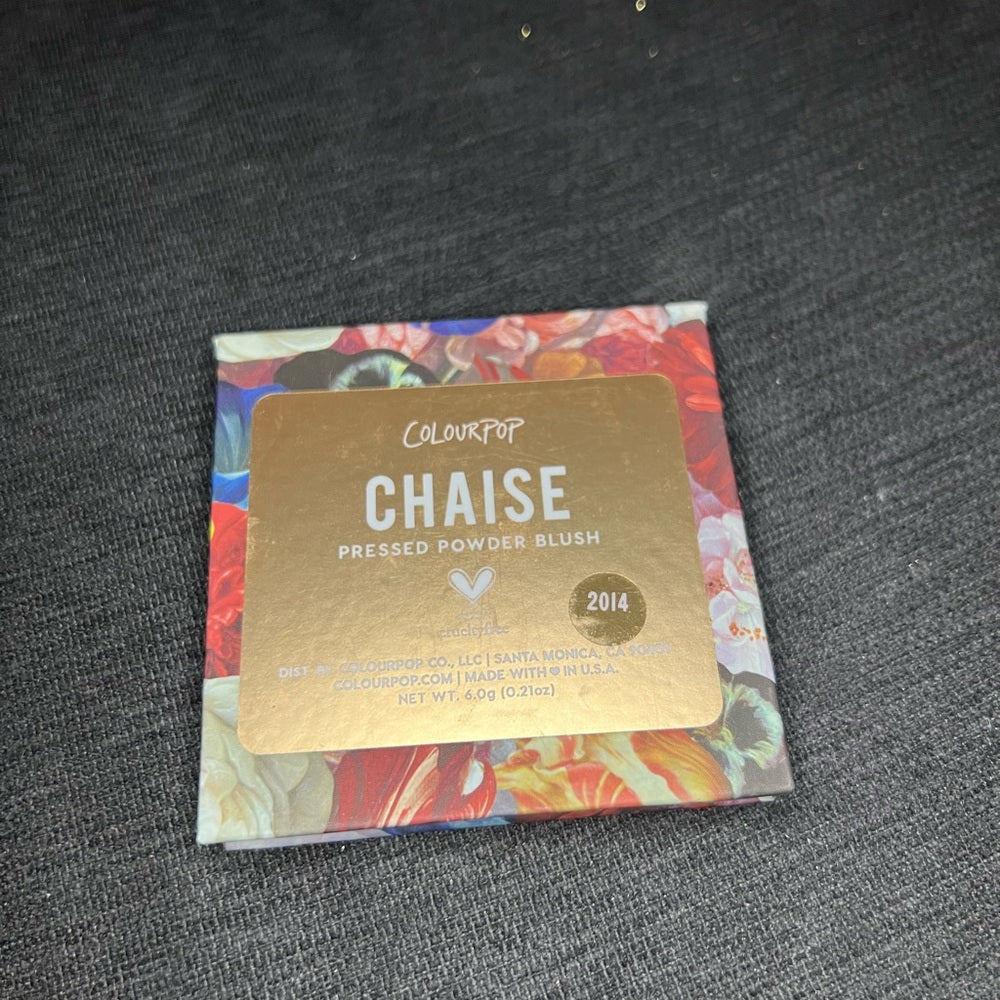 COLOURPOP
CHAISE
PRESSED POWDER BLUSH
crueltyfree
2014
DIST BY: COLOURPOP CO., LLC | SANTA MONICA, CA
COLOURPOP.COM | MADE WITH ♥ IN U.S.A.
NET WT. 6.0g (0.21oz)